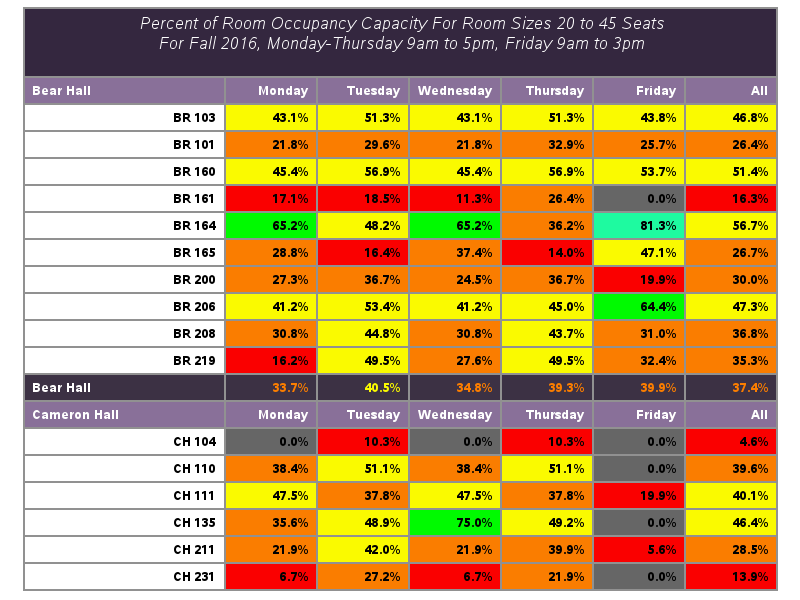 Percent of Room Occupancy Capacity For Room Sizes 20 to 45 Seats
For Fall 2016, Monday-Thursday 9am to 5pm, Friday 9am to 3pm
Bear Hall Monday Tuesday Wednesday Thursday Friday All
BR 103 43.1% 51.3% 43.1% 51.3% 43.8% 46.8%
BR 101 21.8% 29.6% 21.8% 32.9% 25.7% 26.4%
BR 160 45.4% 56.9% 45.4% 56.9% 53.7% 51.4%
BR 161 17.1% 18.5% 11.3% 26.4% 0.0% 16.3%
BR 164 65.2% 48.2% 65.2% 36.2% 81.3% 56.7%
BR 165 28.8% 16.4% 37.4% 14.0% 47.1% 26.7%
BR 200 27.3% 36.7% 24.5% 36.7% 19.9% 30.0%
BR 206 41.2% 53.4% 41.2% 45.0% 64.4% 47.3%
BR 208 30.8% 44.8% 30.8% 43.7% 31.0% 36.8%
BR 219 16.2% 49.5% 27.6% 49.5% 32.4% 35.3%
Bear Hall 33.7% 40.5% 34.8% 39.3% 39.9% 37.4%
Cameron Hall Monday Tuesday Wednesday Thursday Friday All
CH 104 0.0% 10.3% 0.0% 10.3% 0.0% 4.6%
CH 110 38.4% 51.1% 38.4% 51.1% 0.0% 39.6%
CH 111 47.5% 37.8% 47.5% 37.8% 19.9% 40.1%
CH 135 35.6% 48.9% 75.0% 49.2% 0.0% 46.4%
CH 211 21.9% 42.0% 21.9% 39.9% 5.6% 28.5%
CH 231 6.7% 27.2% 6.7% 21.9% 0.0% 13.9%